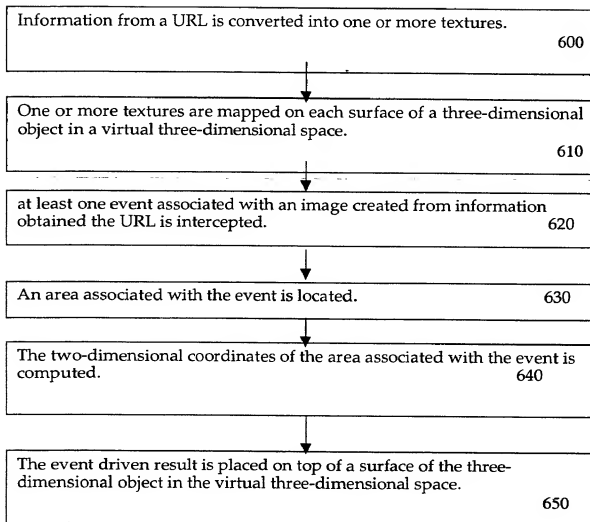 Information from a URL is converted into one or more textures.
600
One or more textures are mapped on each surface of a three-dimensional
object in a virtual three-dimensional space.
610
at least one event associated with an image created from information
obtained the URL is intercepted.
620
An area associated with the event is located.
630
The two-dimensional coordinates of the area associated with the event is
computed.
640
The event driven result is placed on top of a surface of the three-
dimensional object in the virtual three-dimensional space.
650